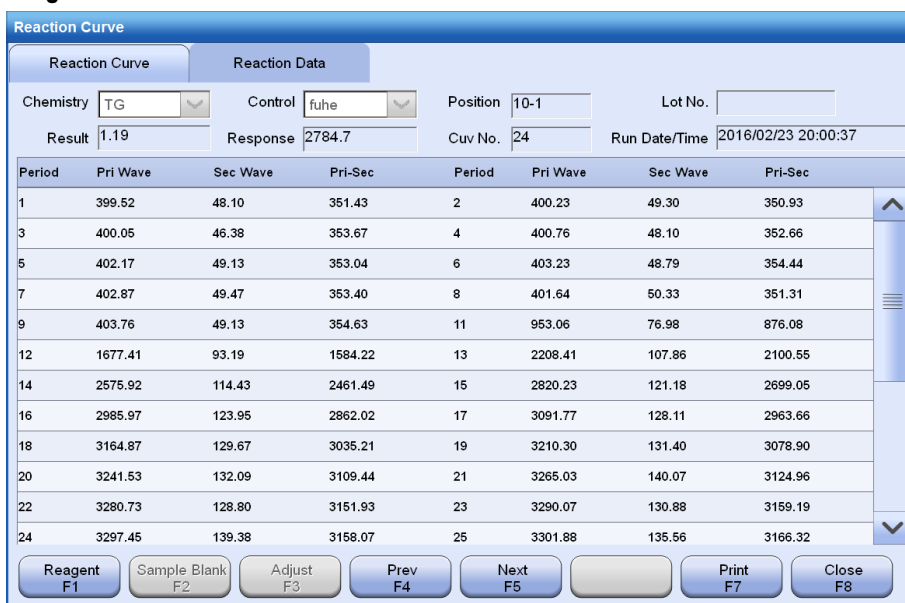 Reaction Curve
Reaction Curve Reaction Data
Chemistry TG Control fuhe Position 10-1 Lot No.
Result 1.19 Response 2784.7 Cuv No. 24 Run Date/Time 2016/02/23 20:00:37
Period Pri Wave Sec Wave Pri-Sec Period Pri Wave Sec Wave Pri-Sec
1 399.52 48.10 351.43 2 400.23 49.30 350.93
3 400.05 46.38 353.67 4 400.76 48.10 352.66
5 402.17 49.13 353.04 6 403.23 48.79 354.44
7 402.87 49.47 353.40 8 401.64 50.33 351.31
9 403.76 49.13 354.63 11 953.06 76.98 876.08
12 1677.41 93.19 1584.22 13 2208.41 107.86 2100.55
14 2575.92 114.43 2461.49 15 2820.23 121.18 2699.05
16 2985.97 123.95 2862.02 17 3091.77 128.11 2963.66
18 3164.87 129.67 3035.21 19 3210.30 131.40 3078.90
20 3241.53 132.09 3109.44 21 3265.03 140.07 3124.96
22 3280.73 128.80 3151.93 23 3290.07 130.88 3159.19
24 3297.45 139.38 3158.07 25 3301.88 135.56 3166.32
Reagent Sample Blank Adjust Prev Next Print Close
F1 F2 F3 F4 F5 F7 F8